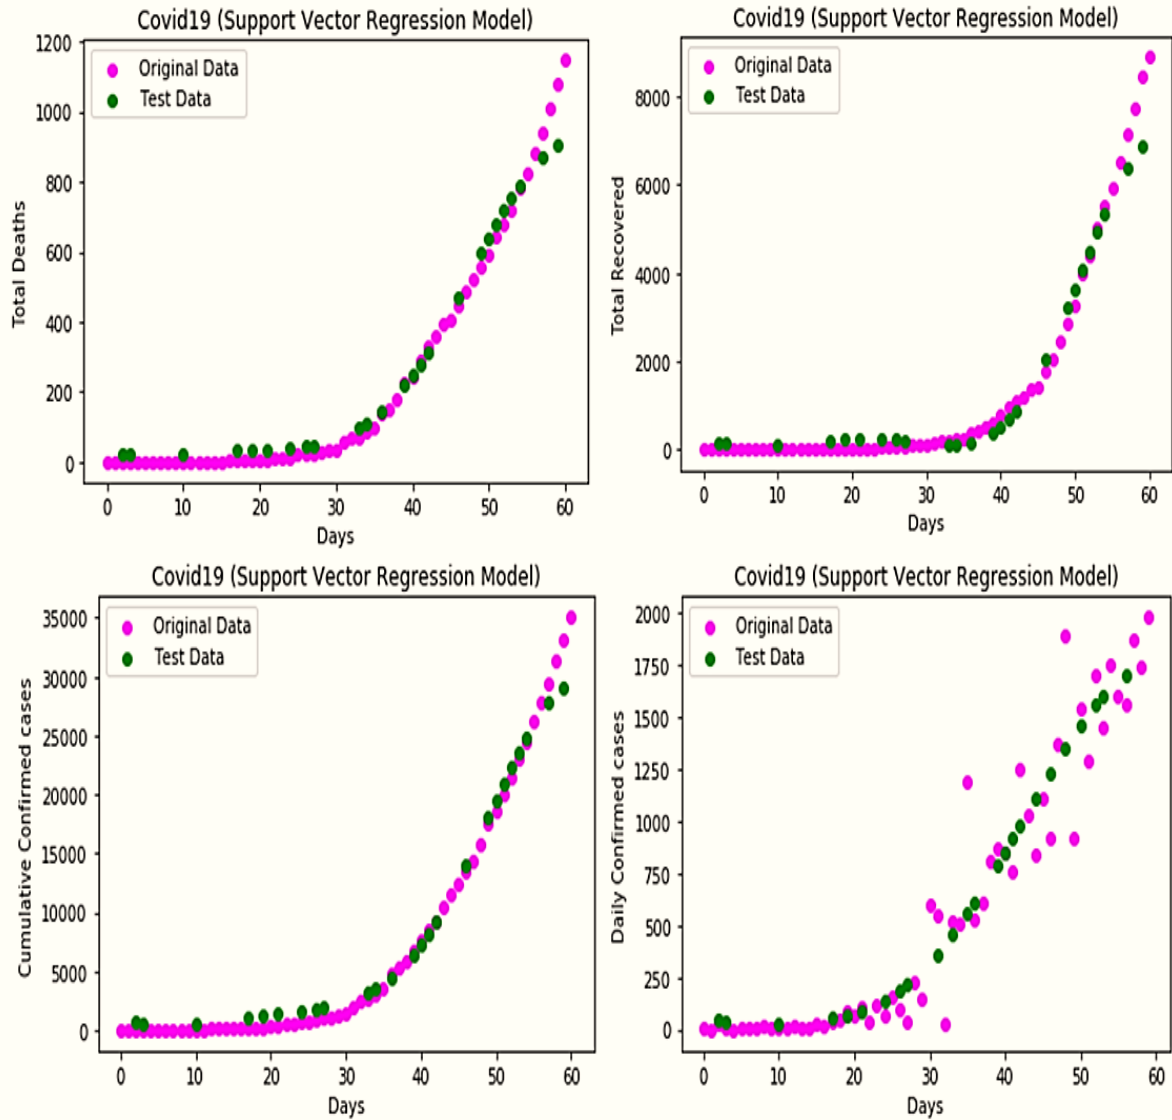 Covid19 (Support Vector Regression Model)
Original Data
Test Data
1200
1000
800
600
400
200
0
Total Deaths
0 10 20 30 40 50 60
Days
Covid19 (Support Vector Regression Model)
Original Data
Test Data
8000
6000
4000
2000
0
Total Recovered
0 10 20 30 40 50 60
Days
Covid19 (Support Vector Regression Model)
Original Data
Test Data
35000
30000
25000
20000
15000
10000
5000
0
Cumulative Confirmed cases
0 10 20 30 40 50 60
Days
Covid19 (Support Vector Regression Model)
Original Data
Test Data
2000
1750
1500
1250
1000
750
500
250
0
Daily Confirmed cases
0 10 20 30 40 50 60
Days